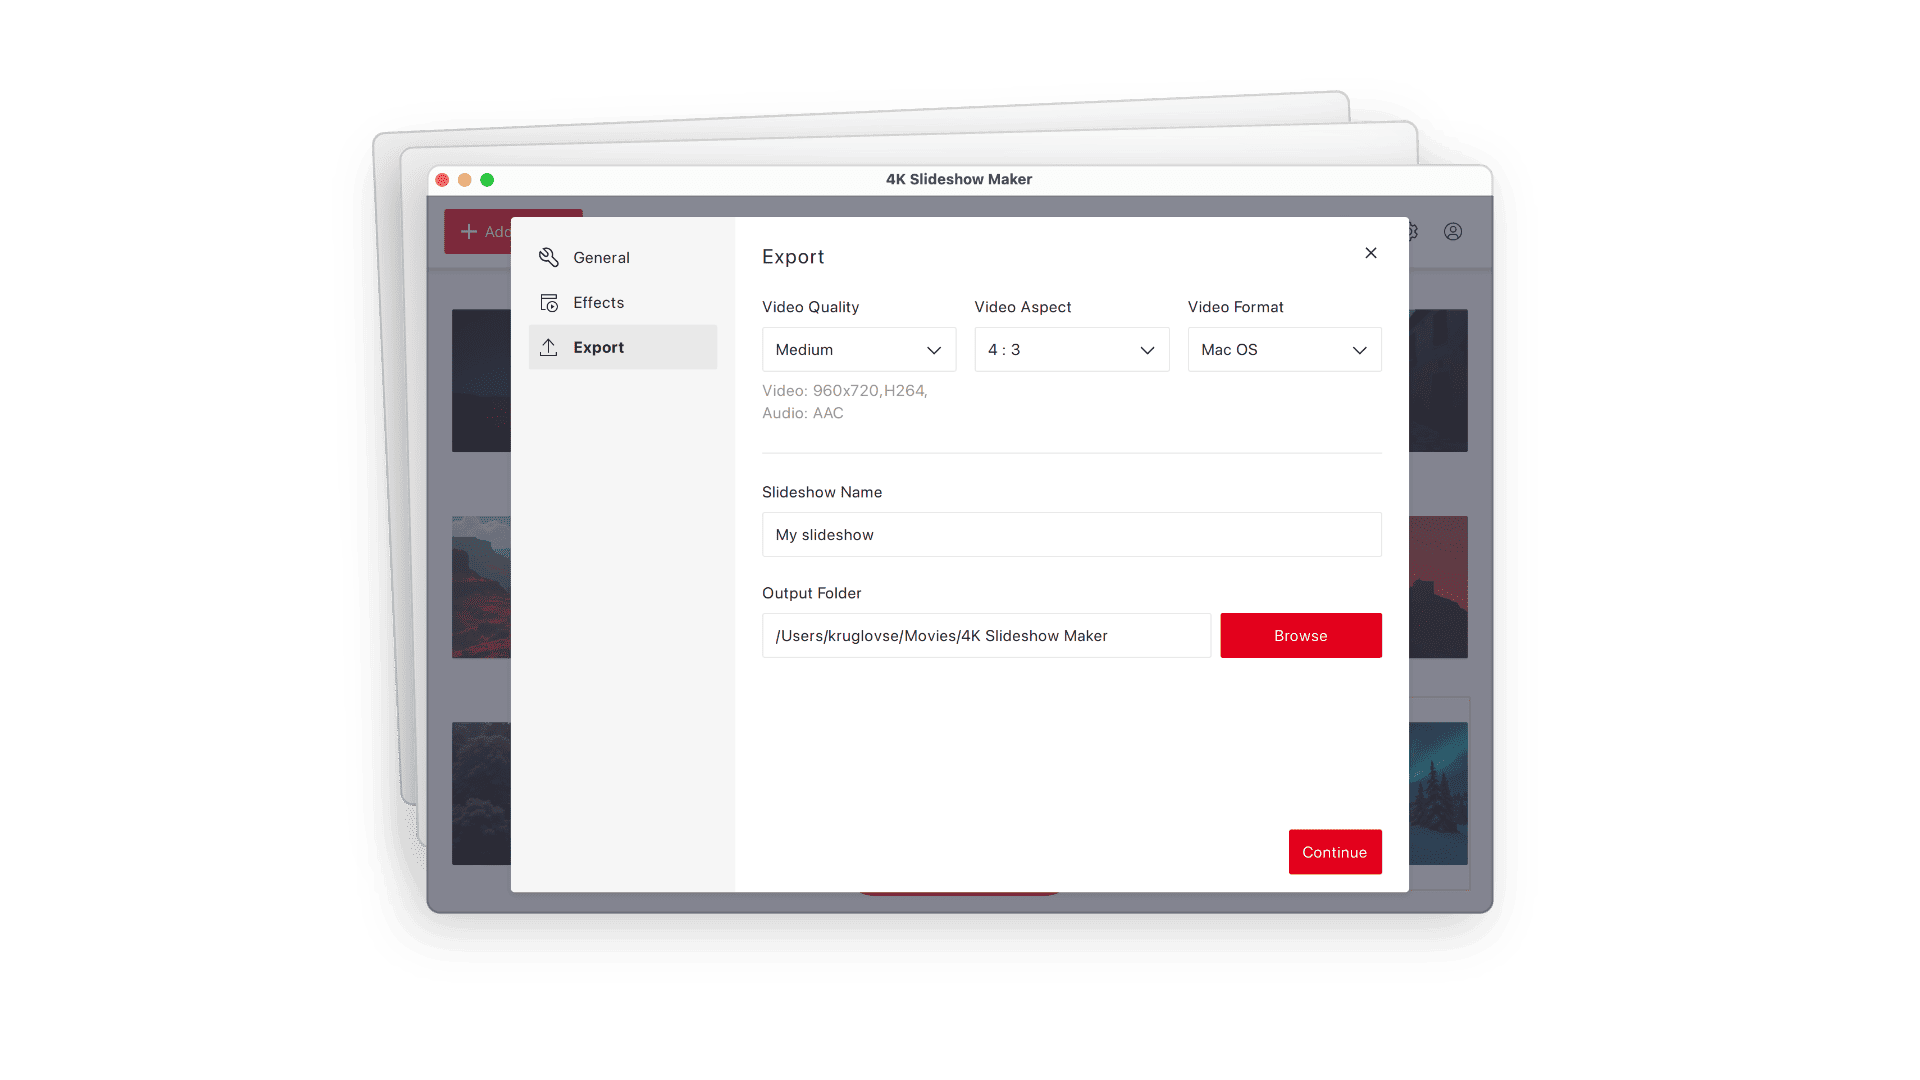 4K Slideshow Maker
Add
General
Effects
Export
Export
Video Quality
Video Aspect
Video Format
Medium
4 : 3
Mac OS
Video: 960x720,H264,
Audio: AAC
Slideshow Name
My slideshow
Output Folder
/Users/kruglovse/Movies/4K Slideshow Maker
Browse
Continue